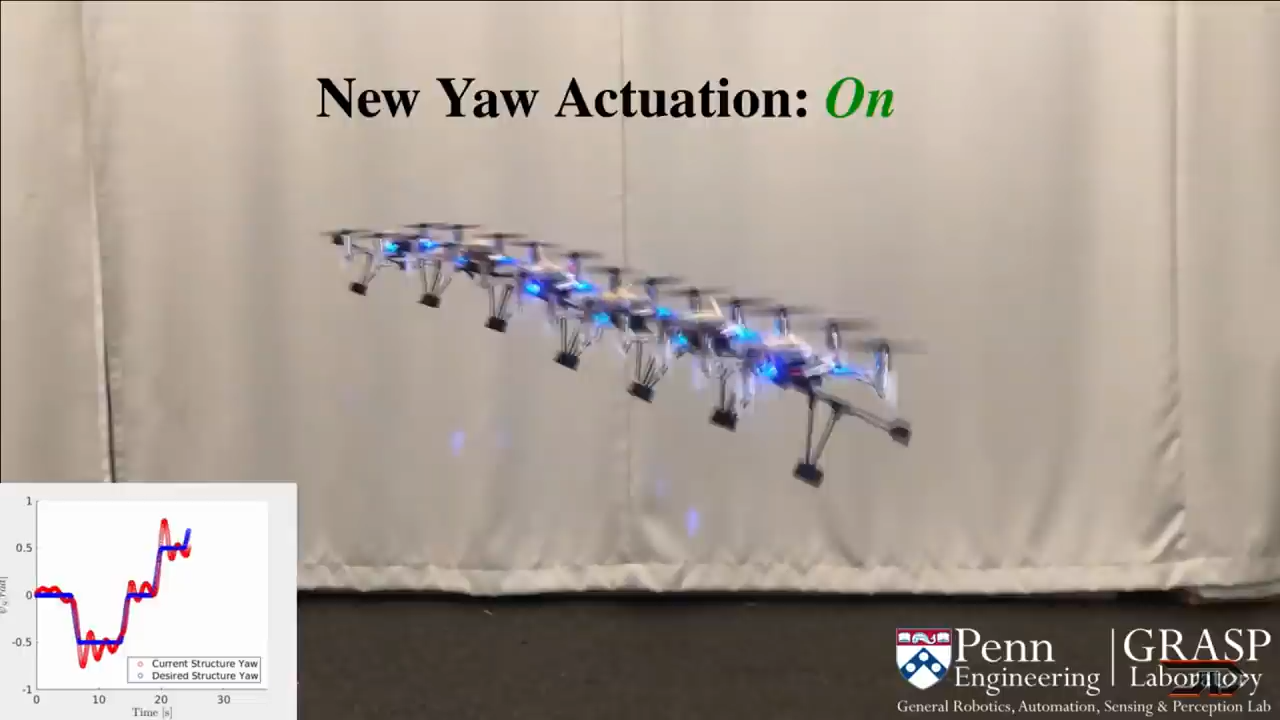 New Yaw Actuation: On
1
0.5
0
-0.5
-1
0
10
20
30
Time [s]
Current Structure Yaw
Desired Structure Yaw
Penn
Engineering
GRASP
Laboratory
General Robotics, Automation, Sensing & Perception Lab